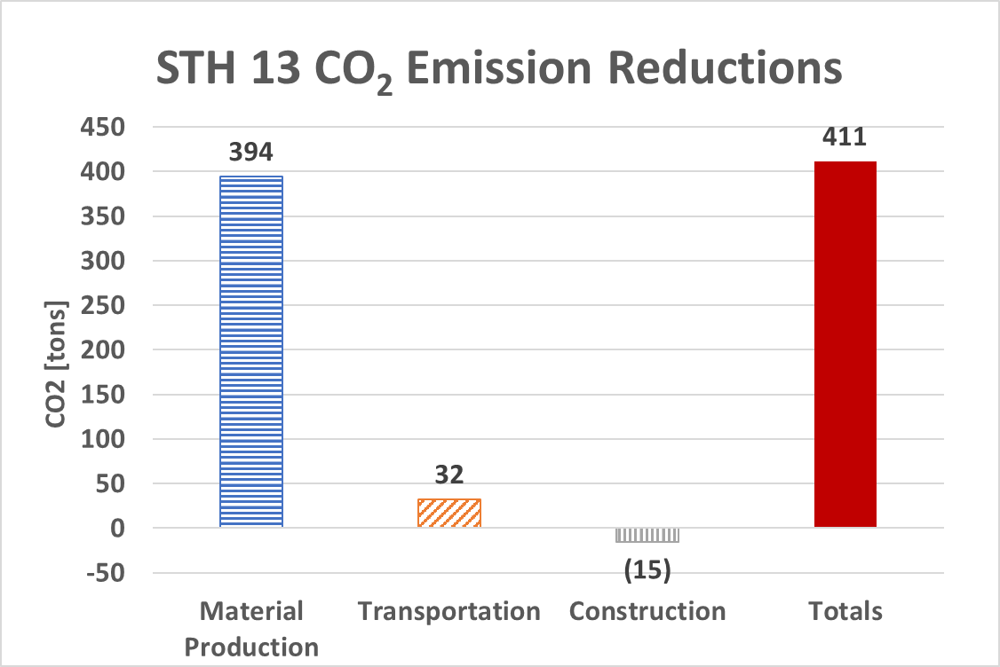 STH 13 CO₂ Emission Reductions
CO2 [tons]
450
400
350
300
250
200
150
100
50
0
-50
394
32
(15)
411
Material
Production
Transportation
Construction
Totals